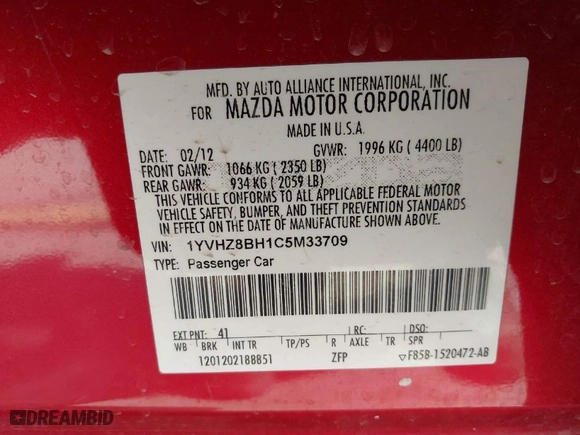 MFD. BY AUTO ALLIANCE INTERNATIONAL, INC.
FOR MAZDA MOTOR CORPORATION
MADE IN U.S.A.
DATE: 02/12 GVWR: 1996 KG ( 4400 LB)
FRONT GAWR: 1066 KG ( 2350 LB)
REAR GAWR: 934 KG ( 2059 LB)
THIS VEHICLE CONFORMS TO ALL APPLICABLE FEDERAL MOTOR
VEHICLE SAFETY, BUMPER, AND THEFT PREVENTION STANDARDS
IN EFFECT ON THE DATE OF MANUFACTURE SHOWN ABOVE.
VIN: 1YVHZ8BH1C5M33709
TYPE: Passenger Car
EXT PNT: 41 RC: DSO:
WB BRK INT TR TP/PS R AXLE TR SPR
1201202188851 ZFP ▽F85B-1520472-AB
DREAMBID